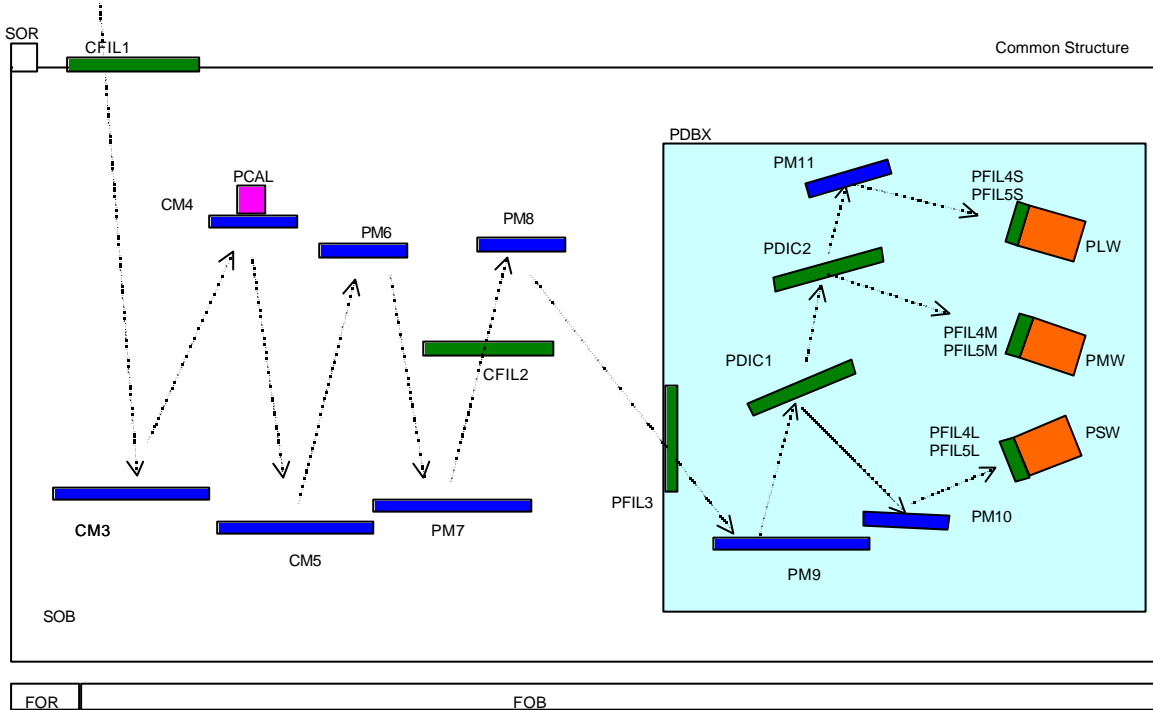 SOR
CFIL1
Common Structure
PDBX
PM11
PCAL
PFIL4S
PFIL5S
CM4
PM6
PM8
PDIC2
PLW
PFIL4M
PFIL5M
PMW
CFIL2
PDIC1
PFIL4L
PFIL5L
PSW
PFIL3
PM10
CM3
PM7
CM5
PM9
SOB
FOR
FOB